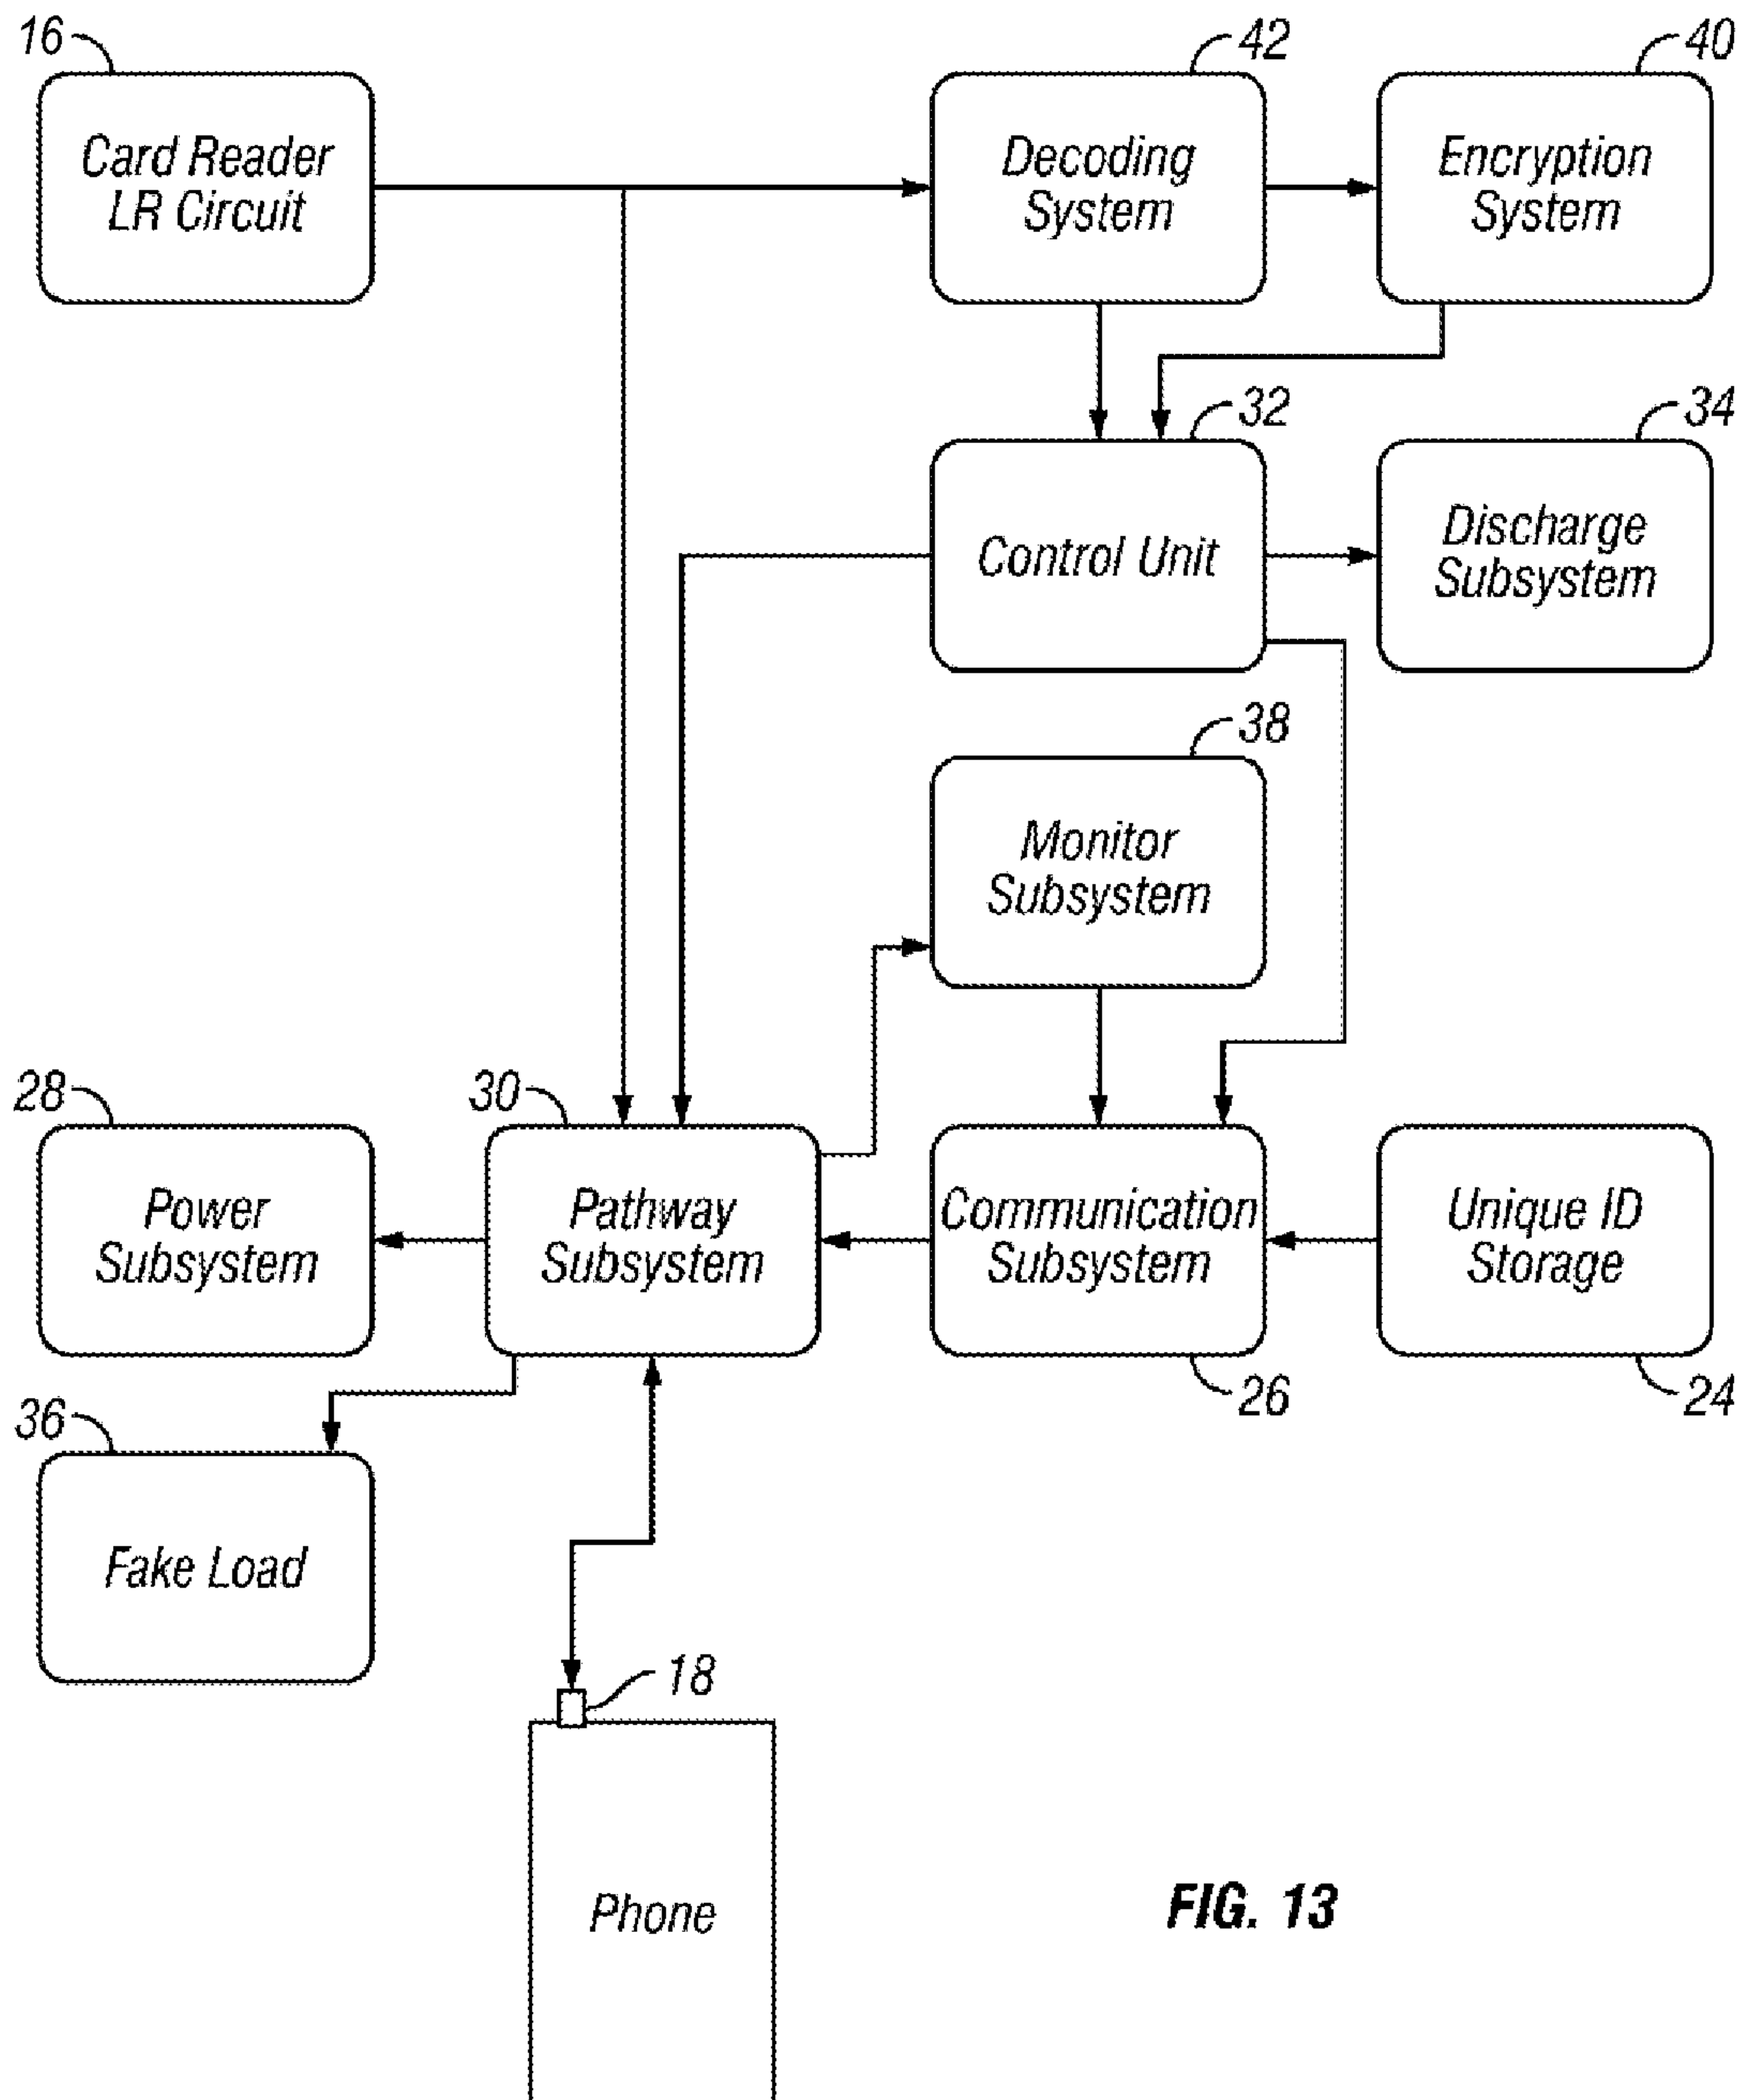 16
42
40
Card Reader
LR Circuit
Decoding
System
Encryption
System
32
34
Control Unit
Discharge
Subsystem
38
Monitor
Subsystem
28
30
Power
Subsystem
Pathway
Subsystem
Communication
Subsystem
Unique ID
Storage
26
24
36
Fake Load
18
Phone
FIG. 13